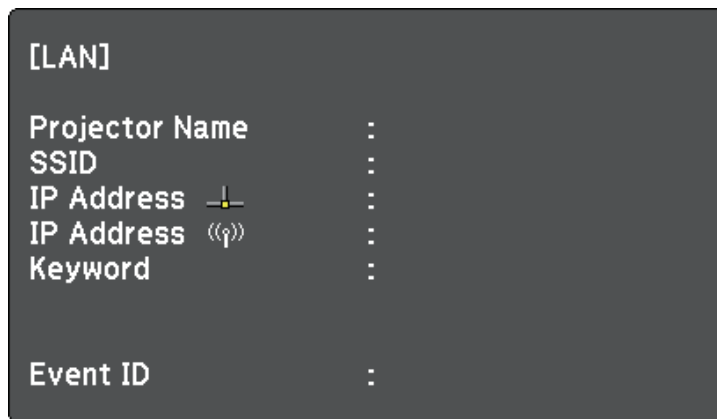 [LAN]
Projector Name :
SSID :
IP Address :
IP Address :
Keyword :
Event ID :